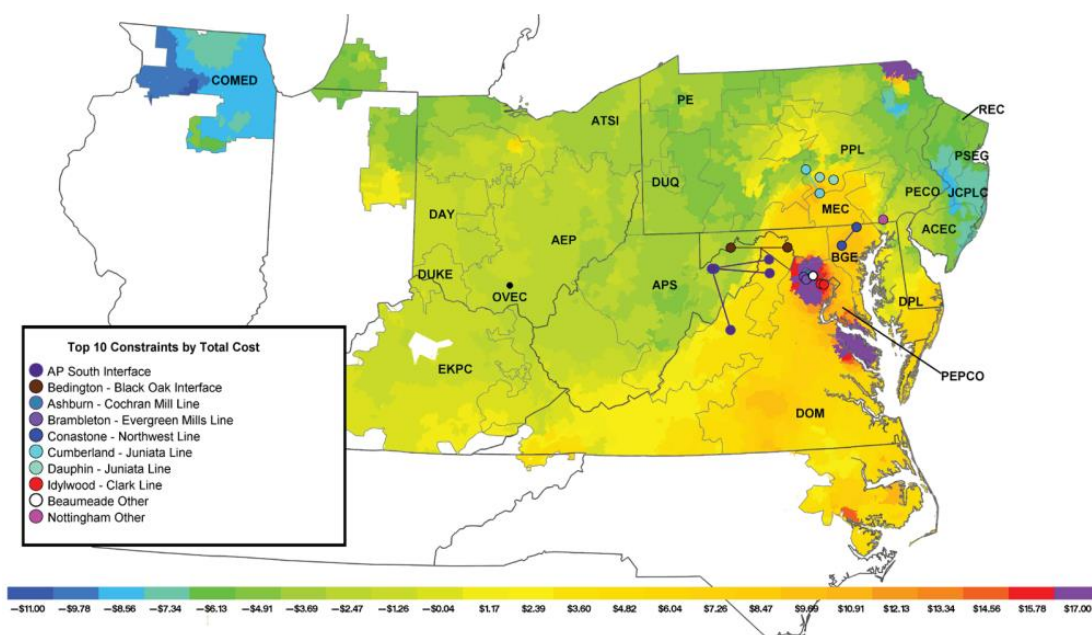 COMED
REC
PE
ATSI
PPL
PSEG
DUQ
PECO
JCPLC
MEC
DAY
ACEC
AEP
BGE
DUKE
APS
OVEC
DPL
Top 10 Constraints by Total Cost
AP South Interface
Bedington - Black Oak Interface
Ashburn - Cochran Mill Line
Brambleton - Evergreen Mills Line
Conastone - Northwest Line
Cumberland - Juniata Line
Dauphin - Juniata Line
Idylwood - Clark Line
Beaumeade Other
Nottingham Other
EKPC
PEPCO
DOM
—$11.00 —$9.78 —$8.56 —$7.34 —$6.13 —$4.91 —$3.69 —$2.47 —$1.26 —$0.04 $1.17 $2.39 $3.60 $4.82 $6.04 $7.26 $8.47 $9.69 $10.91 $12.13 $13.34 $14.56 $15.78 $17.00